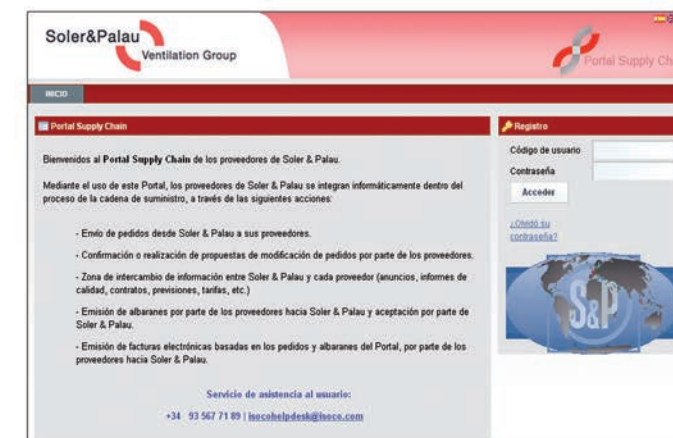 Soler&Palau
Ventilation Group
Portal Supply Ch
INICIO
Portal Supply Chain
Bienvenidos al Portal Supply Chain de los proveedores de Soler & Palau.
Mediante el uso de este Portal, los proveedores de Soler & Palau se integran informáticamente dentro del
proceso de la cadena de suministro, a través de las siguientes acciones:
- Envío de pedidos desde Soler & Palau a sus proveedores.
- Confirmación o realización de propuestas de modificación de pedidos por parte de los proveedores.
- Zona de intercambio de información entre Soler & Palau y cada proveedor (anuncios, informes de
calidad, contratos, previsiones, tarifas, etc.)
- Emisión de albaranes por parte de los proveedores hacia Soler & Palau y aceptación por parte de
Soler & Palau.
- Emisión de facturas electrónicas basadas en los pedidos y albaranes del Portal, por parte de los
proveedores hacia Soler & Palau.
Servicio de asistencia al usuario:
+34 93 567 71 89 | isocohelpdesk@isoco.com
Registro
Código de usuario
Contraseña
Acceder
¿Olvidó su
contraseña?
S&P